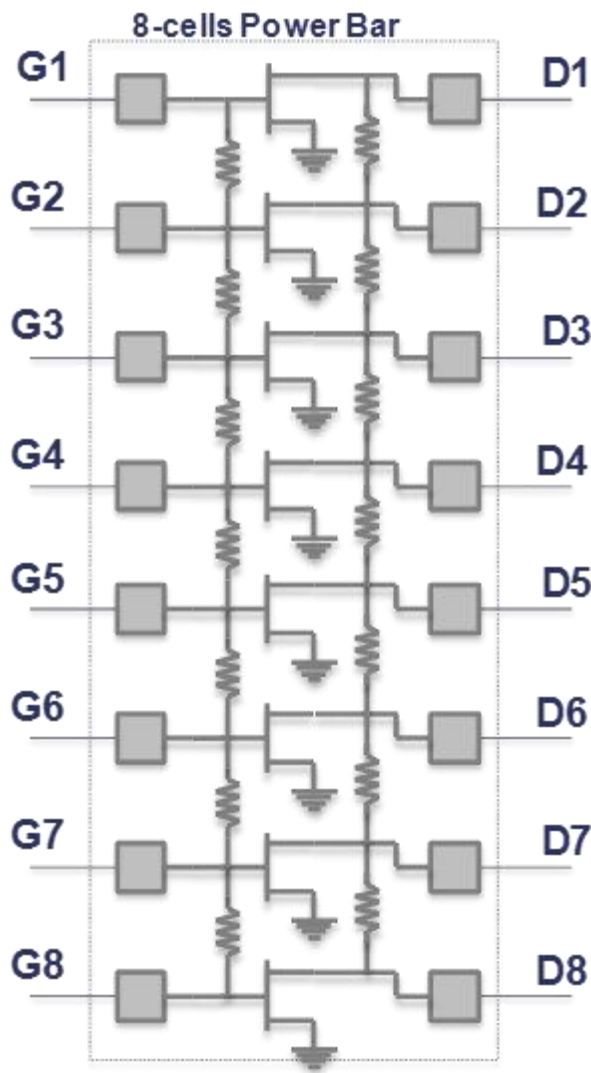 8-cells Power Bar
G1 D1
G2 D2
G3 D3
G4 D4
G5 D5
G6 D6
G7 D7
G8 D8